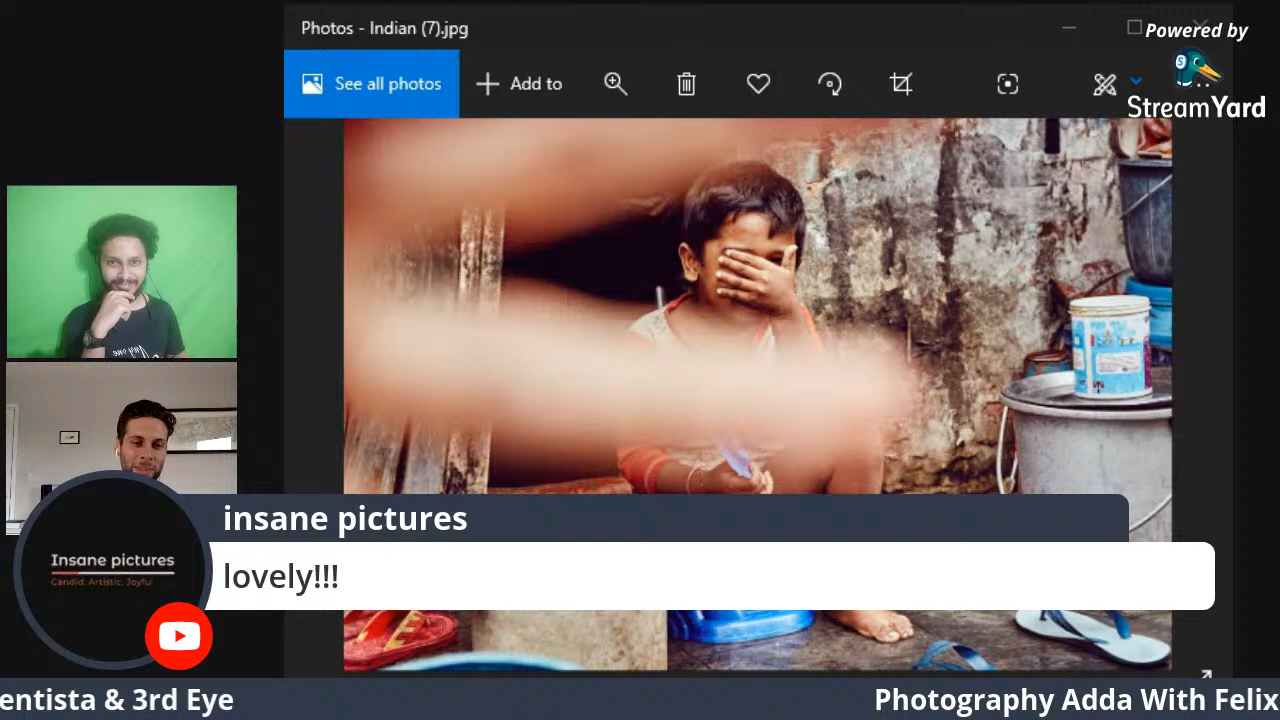 Photos - Indian (7).jpg
Powered by
See all photos
Add to
StreamYard
insane pictures
lovely!!!
Insane pictures
Candid. Artistic. Joyful
entista & 3rd Eye
Photography Adda With Felix